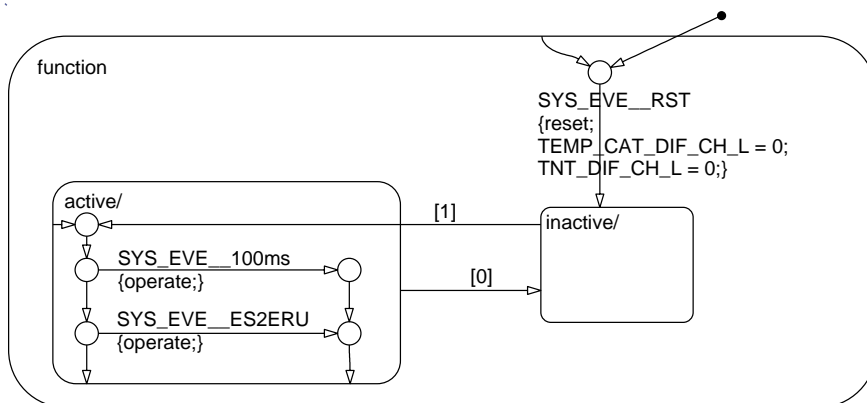 function
SYS_EVE__RST
{reset;
TEMP_CAT_DIF_CH_L = 0;
TNT_DIF_CH_L = 0;}
active/
[1]
inactive/
SYS_EVE__100ms
{operate;}
[0]
SYS_EVE__ES2ERU
{operate;}